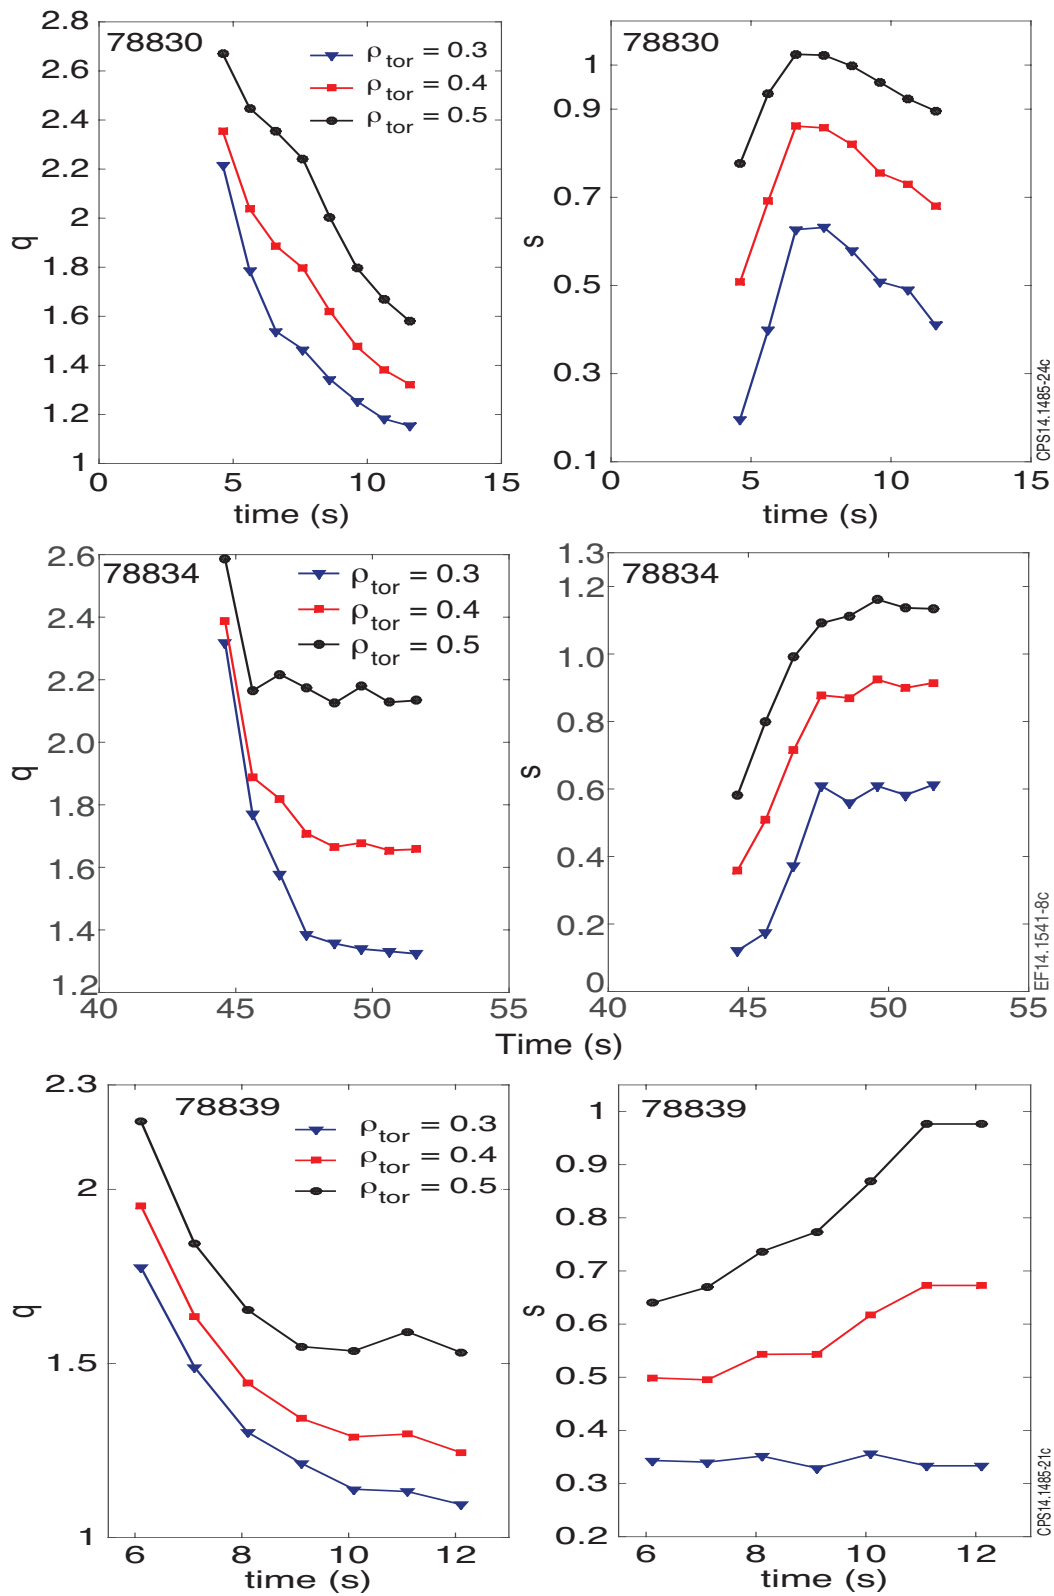 78830
ρtor = 0.3
ρtor = 0.4
ρtor = 0.5
2.8
2.6
2.4
2.2
2
1.8
1.6
1.4
1.2
1
q
0 5 10 15
time (s)
78830
1
0.9
0.7
0.5
0.3
0.1
s
0 5 10 15
time (s)
CPS14.1485-24c
78834
ρtor = 0.3
ρtor = 0.4
ρtor = 0.5
2.6
2.4
2.2
2.0
1.8
1.6
1.4
1.2
q
40 45 50 55
78834
1.3
1.2
1.0
0.8
0.6
0.4
0.2
0
s
40 45 50 55
Time (s)
EF14.1541-8c
78839
ρtor = 0.3
ρtor = 0.4
ρtor = 0.5
2.3
2
1.5
1
q
6 8 10 12
time (s)
78839
1
0.9
0.8
0.7
0.6
0.5
0.4
0.3
0.2
s
6 8 10 12
time (s)
CPS14.1485-21c